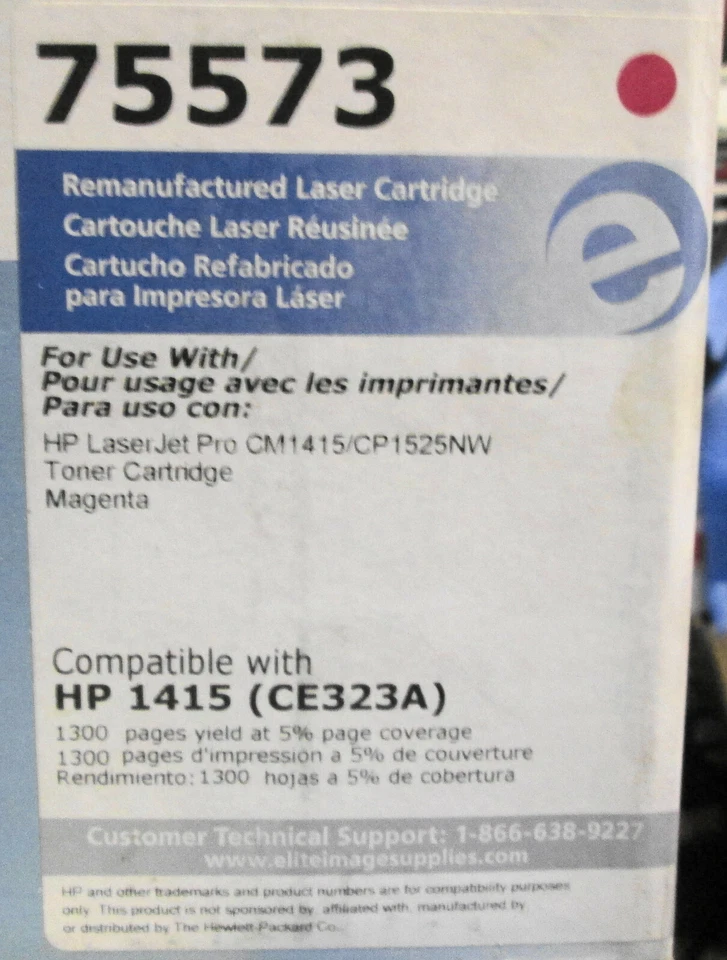 75573
Remanufactured Laser Cartridge
Cartouche Laser Réusinée
Cartucho Refabricado
para Impresora Láser
e
For Use With/
Pour usage avec les imprimantes/
Para uso con:
HP LaserJet Pro CM1415/CP1525NW
Toner Cartridge
Magenta
Compatible with
HP 1415 (CE323A)
1300 pages yield at 5% page coverage
1300 pages d'impression a 5% de couverture
Rendimiento: 1300 hojas a 5% de cobertura
Customer Technical Support: 1-866-638-9227
www.eliteimagesupplies.com
HP and other trademarks and product numbers are for compatibility purposes
only. This product is not sponsored by, affiliated with, manufactured by
or distributed by The Hewlett-Packard Co.